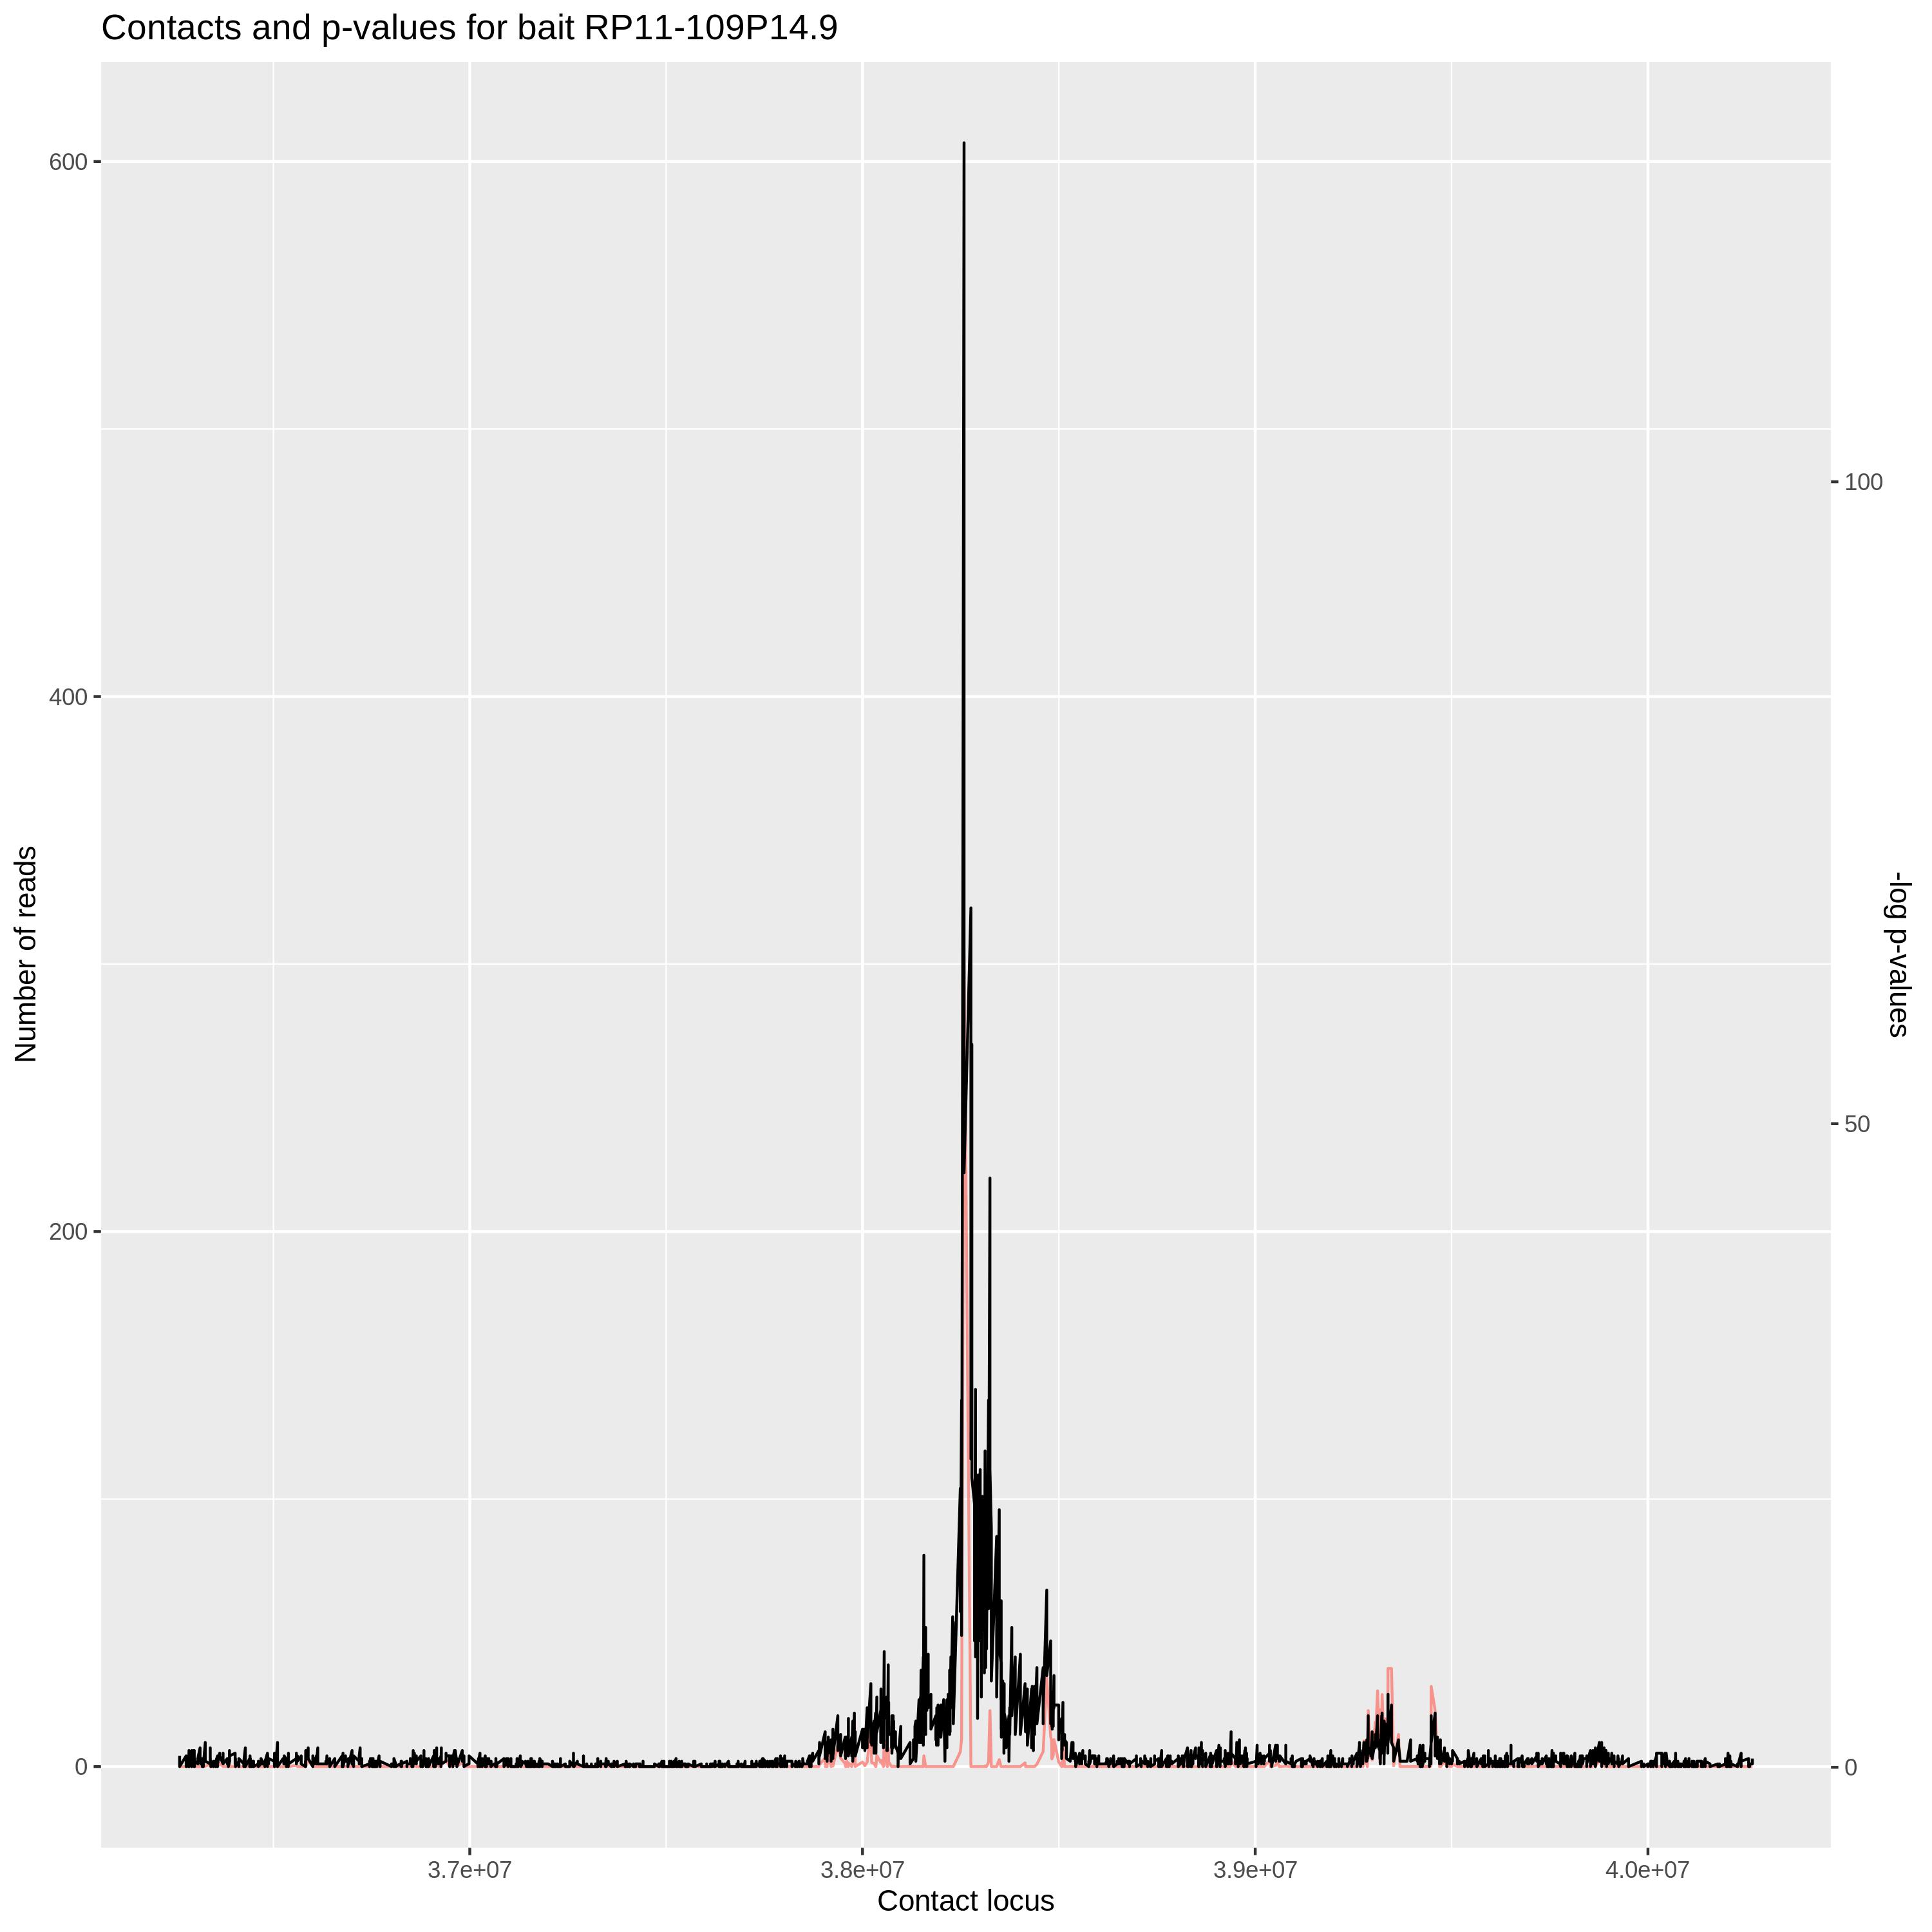 Contacts and p-values for bait RP11-109P14.9
600
400
200
0
Number of reads
100
50
0
-log p-values
3.7e+07
3.8e+07
3.9e+07
4.0e+07
Contact locus